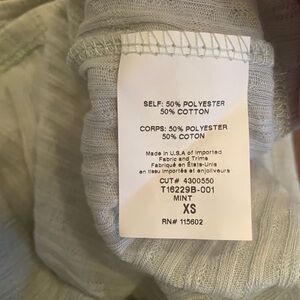 SELF: 50% POLYESTER
50% COTTON
CORPS: 50% POLYESTER
50% COTON
Made in U.S.A of Imported
Fabric and Trims
Fabriqué en États-Unis
en tissu importés et enjolivers
CUT# 4300550
T16229B-001
MINT
XS
RN# 115602